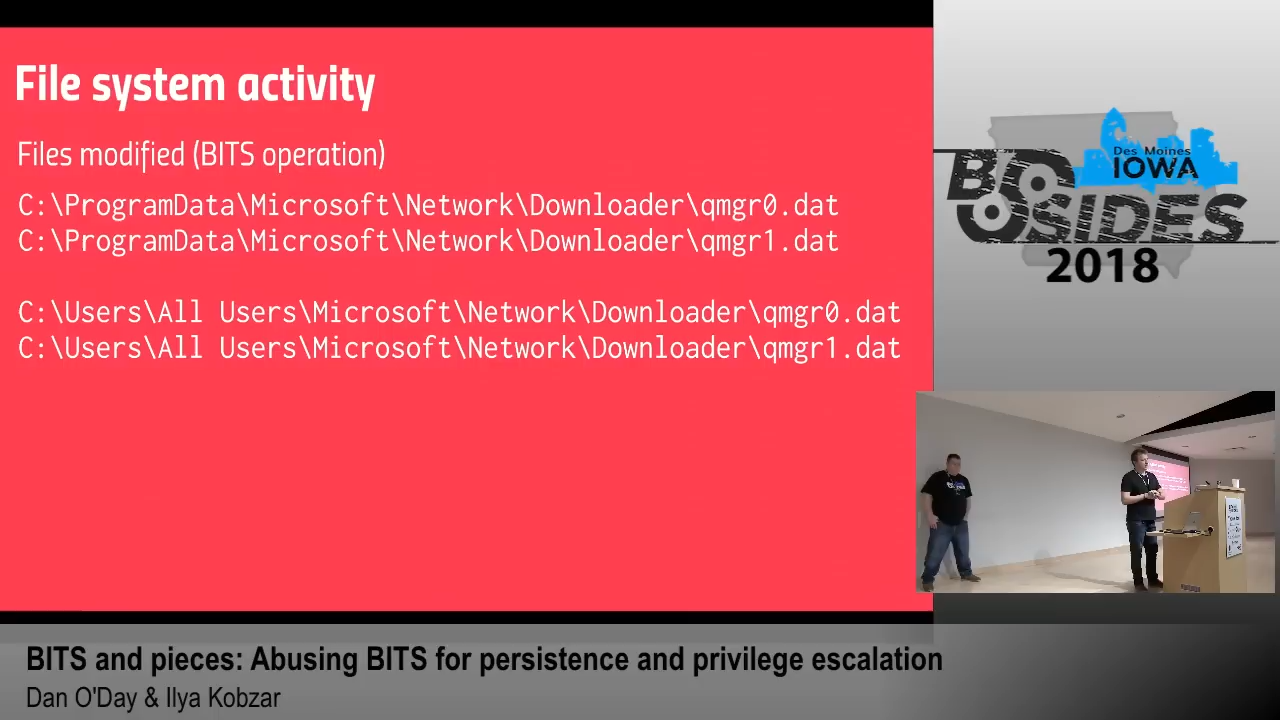 File system activity
Files modified (BITS operation)
C:\ProgramData\Microsoft\Network\Downloader\qmgr0.dat
C:\ProgramData\Microsoft\Network\Downloader\qmgr1.dat
C:\Users\All Users\Microsoft\Network\Downloader\qmgr0.dat
C:\Users\All Users\Microsoft\Network\Downloader\qmgr1.dat
Des Moines
IOWA
BSIDES
2018
BITS and pieces: Abusing BITS for persistence and privilege escalation
Dan O'Day & Ilya Kobzar